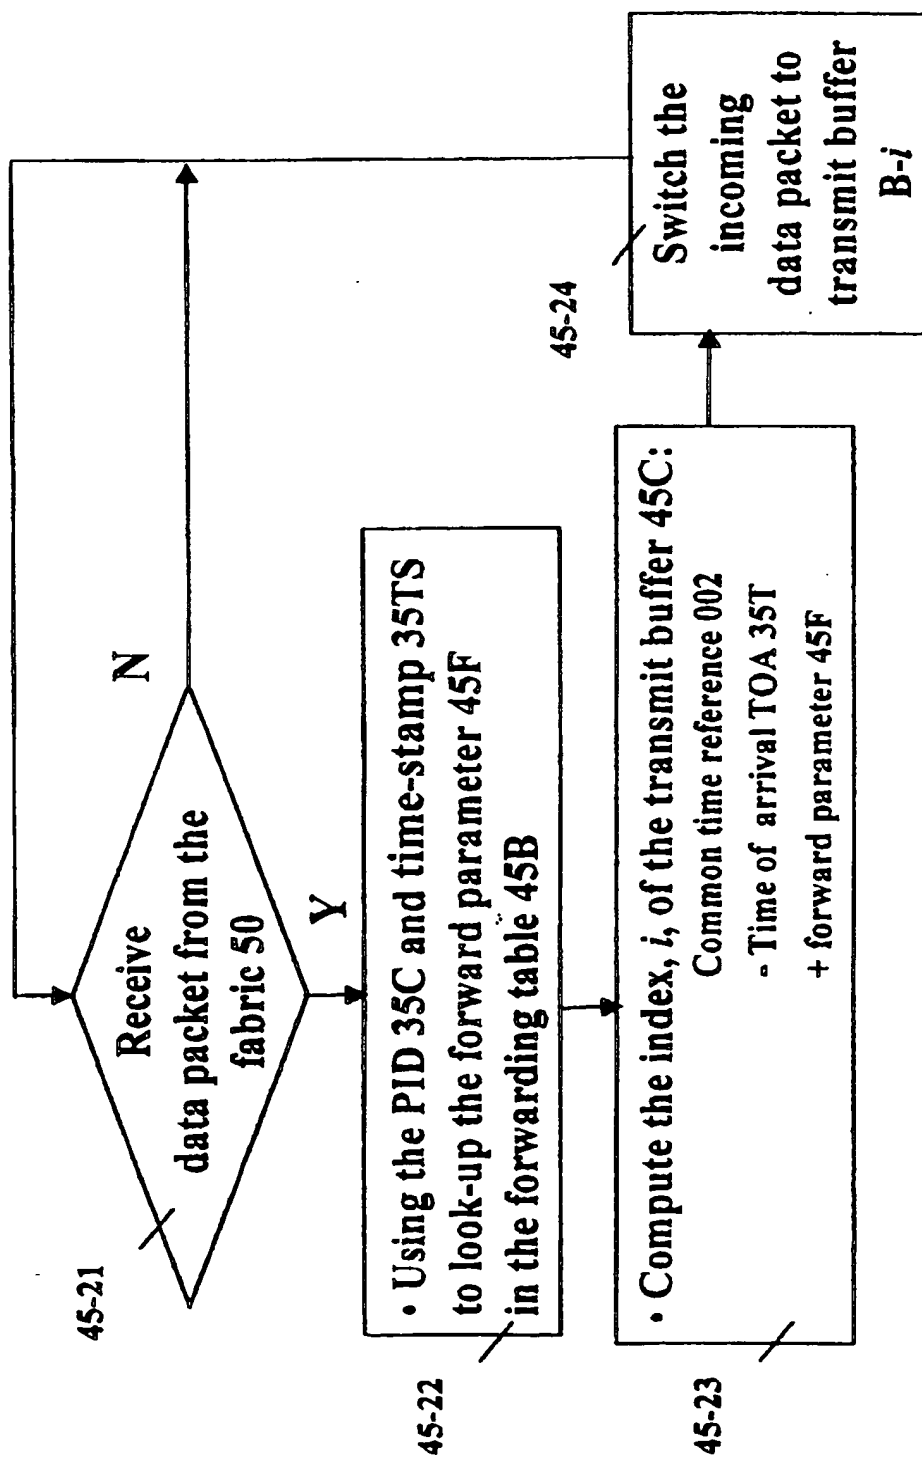 45-21
Receive
data packet from the
fabric 50
N
Y
45-22
• Using the PID 35C and time-stamp 35TS
to look-up the forward parameter 45F
in the forwarding table 45B
45-23
• Compute the index, i, of the transmit buffer 45C:
Common time reference 002
- Time of arrival TOA 35T
+ forward parameter 45F
45-24
Switch the
incoming
data packet to
transmit buffer
B-i